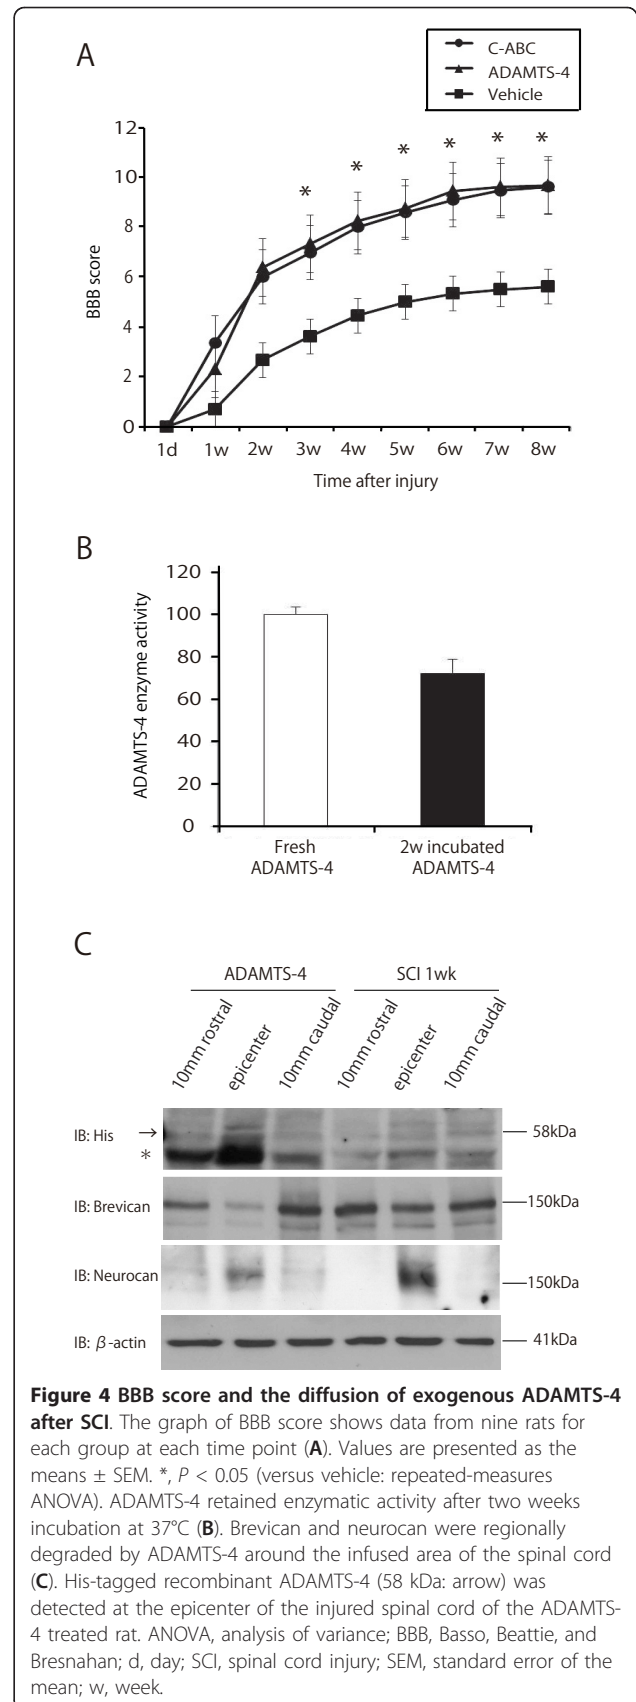 A
C-ABC
ADAMTS-4
Vehicle
12
10
8
6
4
2
0
BBB score
* * * * * *
1d 1w 2w 3w 4w 5w 6w 7w 8w
Time after injury
B
120
100
80
60
40
20
0
ADAMTS-4 enzyme activity
Fresh
ADAMTS-4
2w incubated
ADAMTS-4
C
ADAMTS-4 SCI 1wk
10mm rostral epicenter 10mm caudal 10mm rostral epicenter 10mm caudal
IB: His → 58kDa
*
IB: Brevican 150kDa
IB: Neurocan 150kDa
IB: β-actin 41kDa
Figure 4 BBB score and the diffusion of exogenous ADAMTS-4
after SCI. The graph of BBB score shows data from nine rats for
each group at each time point (A). Values are presented as the
means ± SEM. *, P < 0.05 (versus vehicle: repeated-measures
ANOVA). ADAMTS-4 retained enzymatic activity after two weeks
incubation at 37°C (B). Brevican and neurocan were regionally
degraded by ADAMTS-4 around the infused area of the spinal cord
(C). His-tagged recombinant ADAMTS-4 (58 kDa: arrow) was
detected at the epicenter of the injured spinal cord of the ADAMTS-
4 treated rat. ANOVA, analysis of variance; BBB, Basso, Beattie, and
Bresnahan; d, day; SCI, spinal cord injury; SEM, standard error of the
mean; w, week.